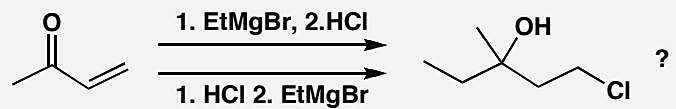 O
1. EtMgBr, 2.HCl
OH
Cl
?
1. HCl 2. EtMgBr